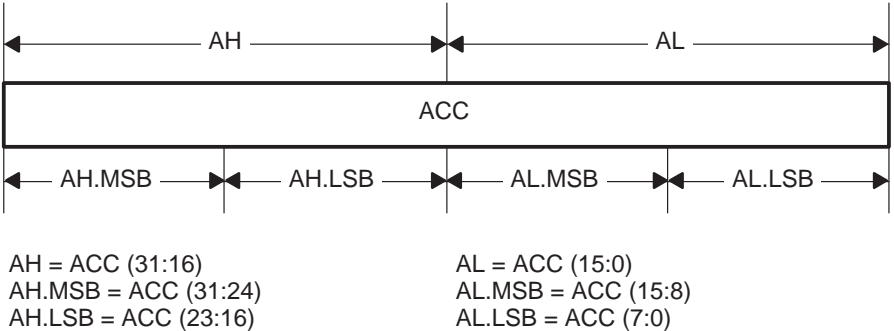 AH AL
ACC
AH.MSB AH.LSB AL.MSB AL.LSB
AH = ACC (31:16)
AH.MSB = ACC (31:24)
AH.LSB = ACC (23:16)
AL = ACC (15:0)
AL.MSB = ACC (15:8)
AL.LSB = ACC (7:0)